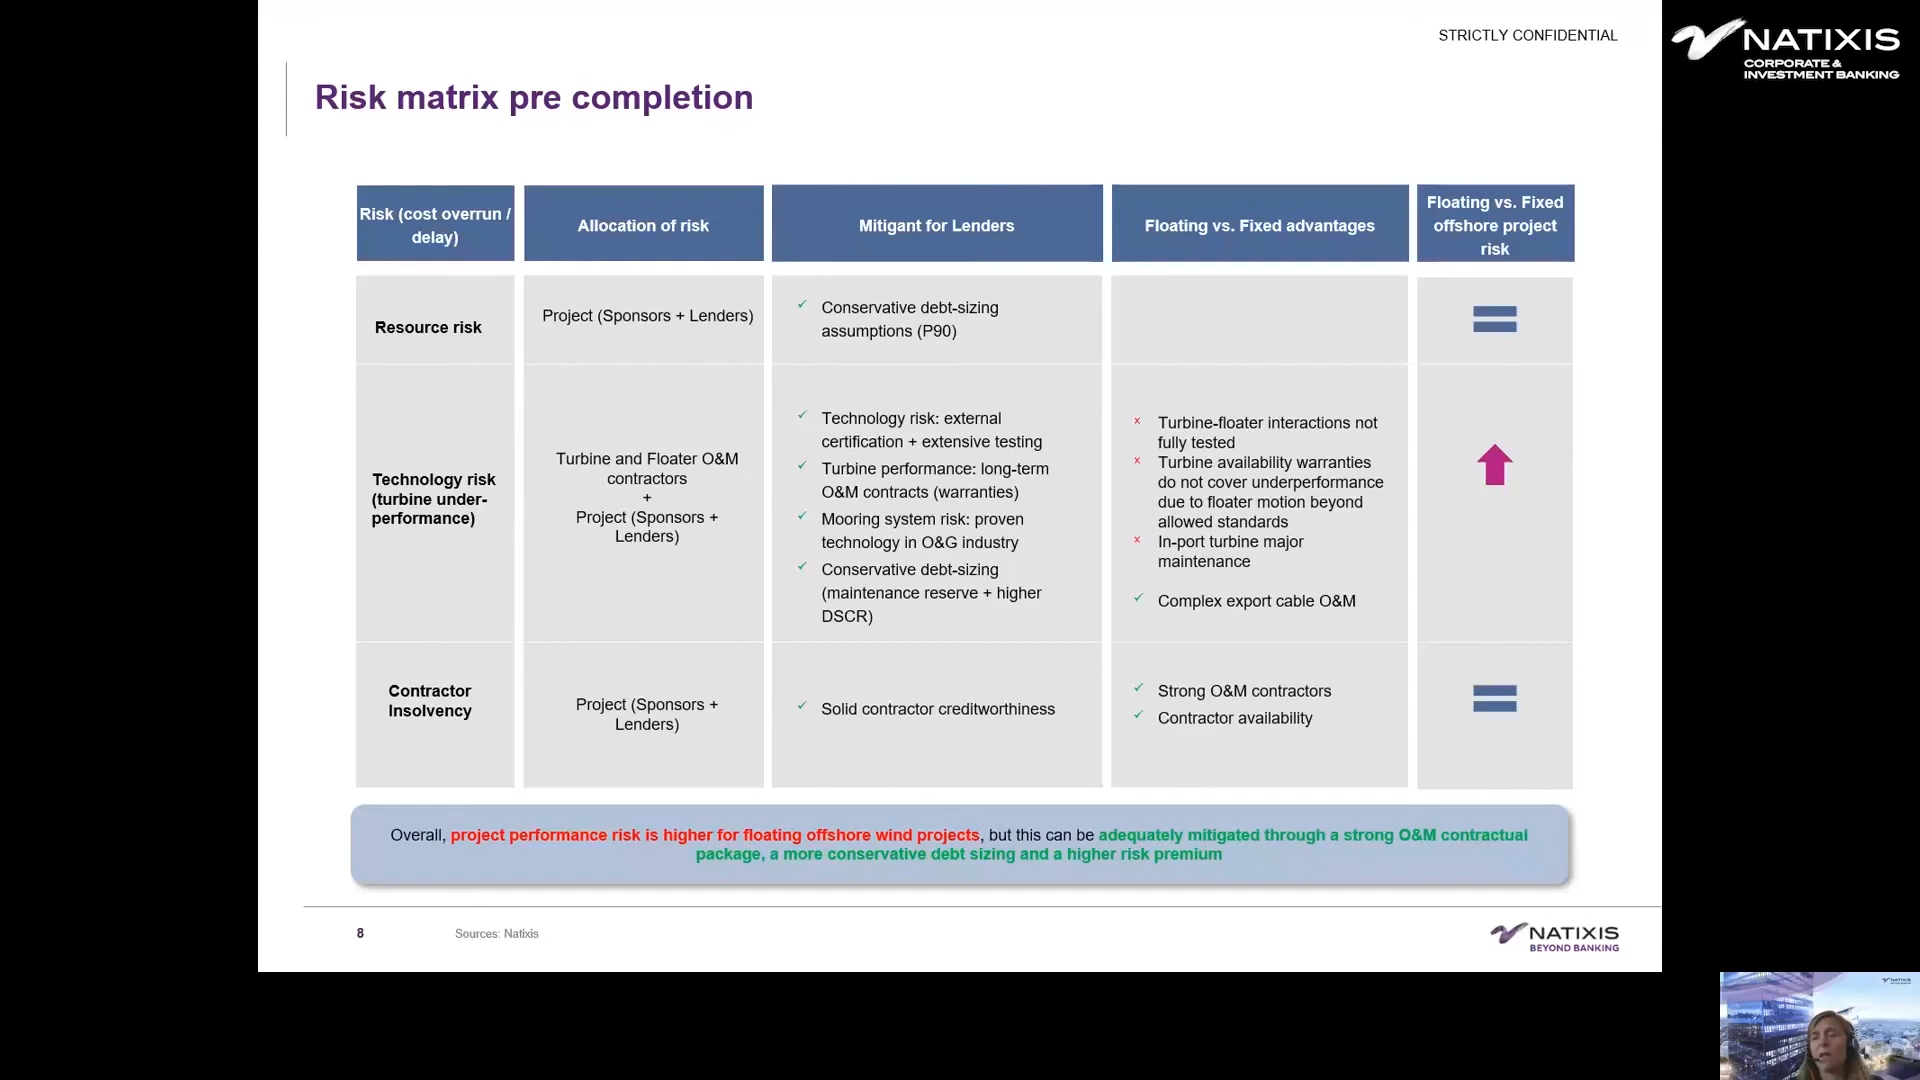 STRICTLY CONFIDENTIAL
NATIXIS
CORPORATE &
INVESTMENT BANKING
Risk matrix pre completion
Risk (cost overrun /
delay)
Allocation of risk
Mitigant for Lenders
Floating vs. Fixed advantages
Floating vs. Fixed
offshore project
risk
Resource risk
Project (Sponsors + Lenders)
✓ Conservative debt-sizing
assumptions (P90)
Technology risk
(turbine under-
performance)
Turbine and Floater O&M
contractors
+
Project (Sponsors +
Lenders)
✓ Technology risk: external
certification + extensive testing
✓ Turbine performance: long-term
O&M contracts (warranties)
✓ Mooring system risk: proven
technology in O&G industry
✓ Conservative debt-sizing
(maintenance reserve + higher
DSCR)
x Turbine-floater interactions not
fully tested
x Turbine availability warranties
do not cover underperformance
due to floater motion beyond
allowed standards
x In-port turbine major
maintenance
✓ Complex export cable O&M
Contractor
Insolvency
Project (Sponsors +
Lenders)
✓ Solid contractor creditworthiness
✓ Strong O&M contractors
✓ Contractor availability
Overall, project performance risk is higher for floating offshore wind projects, but this can be adequately mitigated through a strong O&M contractual
package, a more conservative debt sizing and a higher risk premium
8
Sources: Natixis
NATIXIS
BEYOND BANKING
NATIXIS